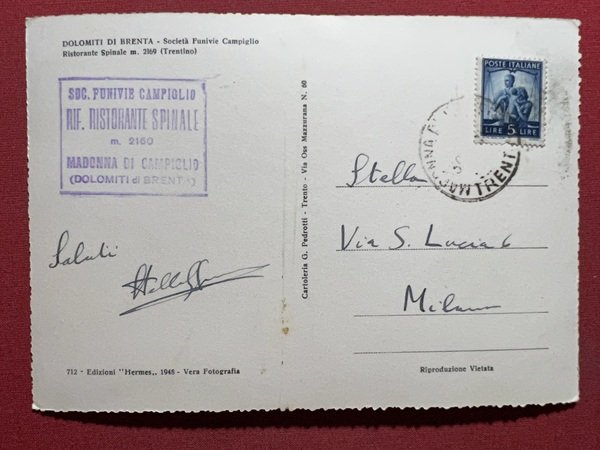 DOLOMITI DI BRENTA - Società Funivie Campiglio
Ristorante Spinale m. 2169 (Trentino)
SOC. FUNIVIE CAMPIGLIO
RIF. RISTORANTE SPINALE
m. 2160
MADONNA DI CAMPIGLIO
(DOLOMITI di BRENTA)
Saluti
712 - Edizioni "Hermes,, 1948 - Vera Fotografia
Cartoleria G. Pedrotti - Trento - Via Oss Mazzurana N. 60
POSTE ITALIANE
LIRE 5 LIRE
TRENT
Stella
Via S. Lucia 6
Milano
Riproduzione Vietata